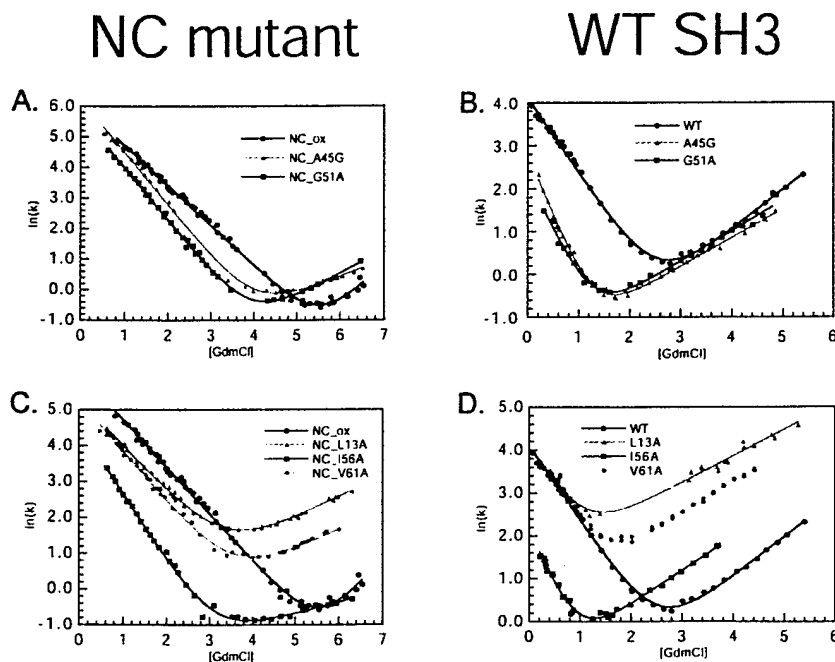 NC mutant
WT SH3
A.
6.0
5.0
4.0
3.0
2.0
1.0
0.0
-1.0
ln(k)
NC_ox
NC_A45G
NC_G51A
0 1 2 3 4 5 6 7
[GdmCl]
B.
4.0
3.0
2.0
1.0
0.0
-1.0
ln(k)
WT
A45G
G51A
0 1 2 3 4 5 6
[GdmCl]
C.
5.0
4.0
3.0
2.0
1.0
0.0
-1.0
ln(k)
NC_ox
NC_L13A
NC_I56A
NC_V61A
0 1 2 3 4 5 6 7
[GdmCl]
D.
5.0
4.0
3.0
2.0
1.0
0.0
ln(k)
WT
L13A
I56A
V61A
0 1 2 3 4 5 6
[GdmCl]